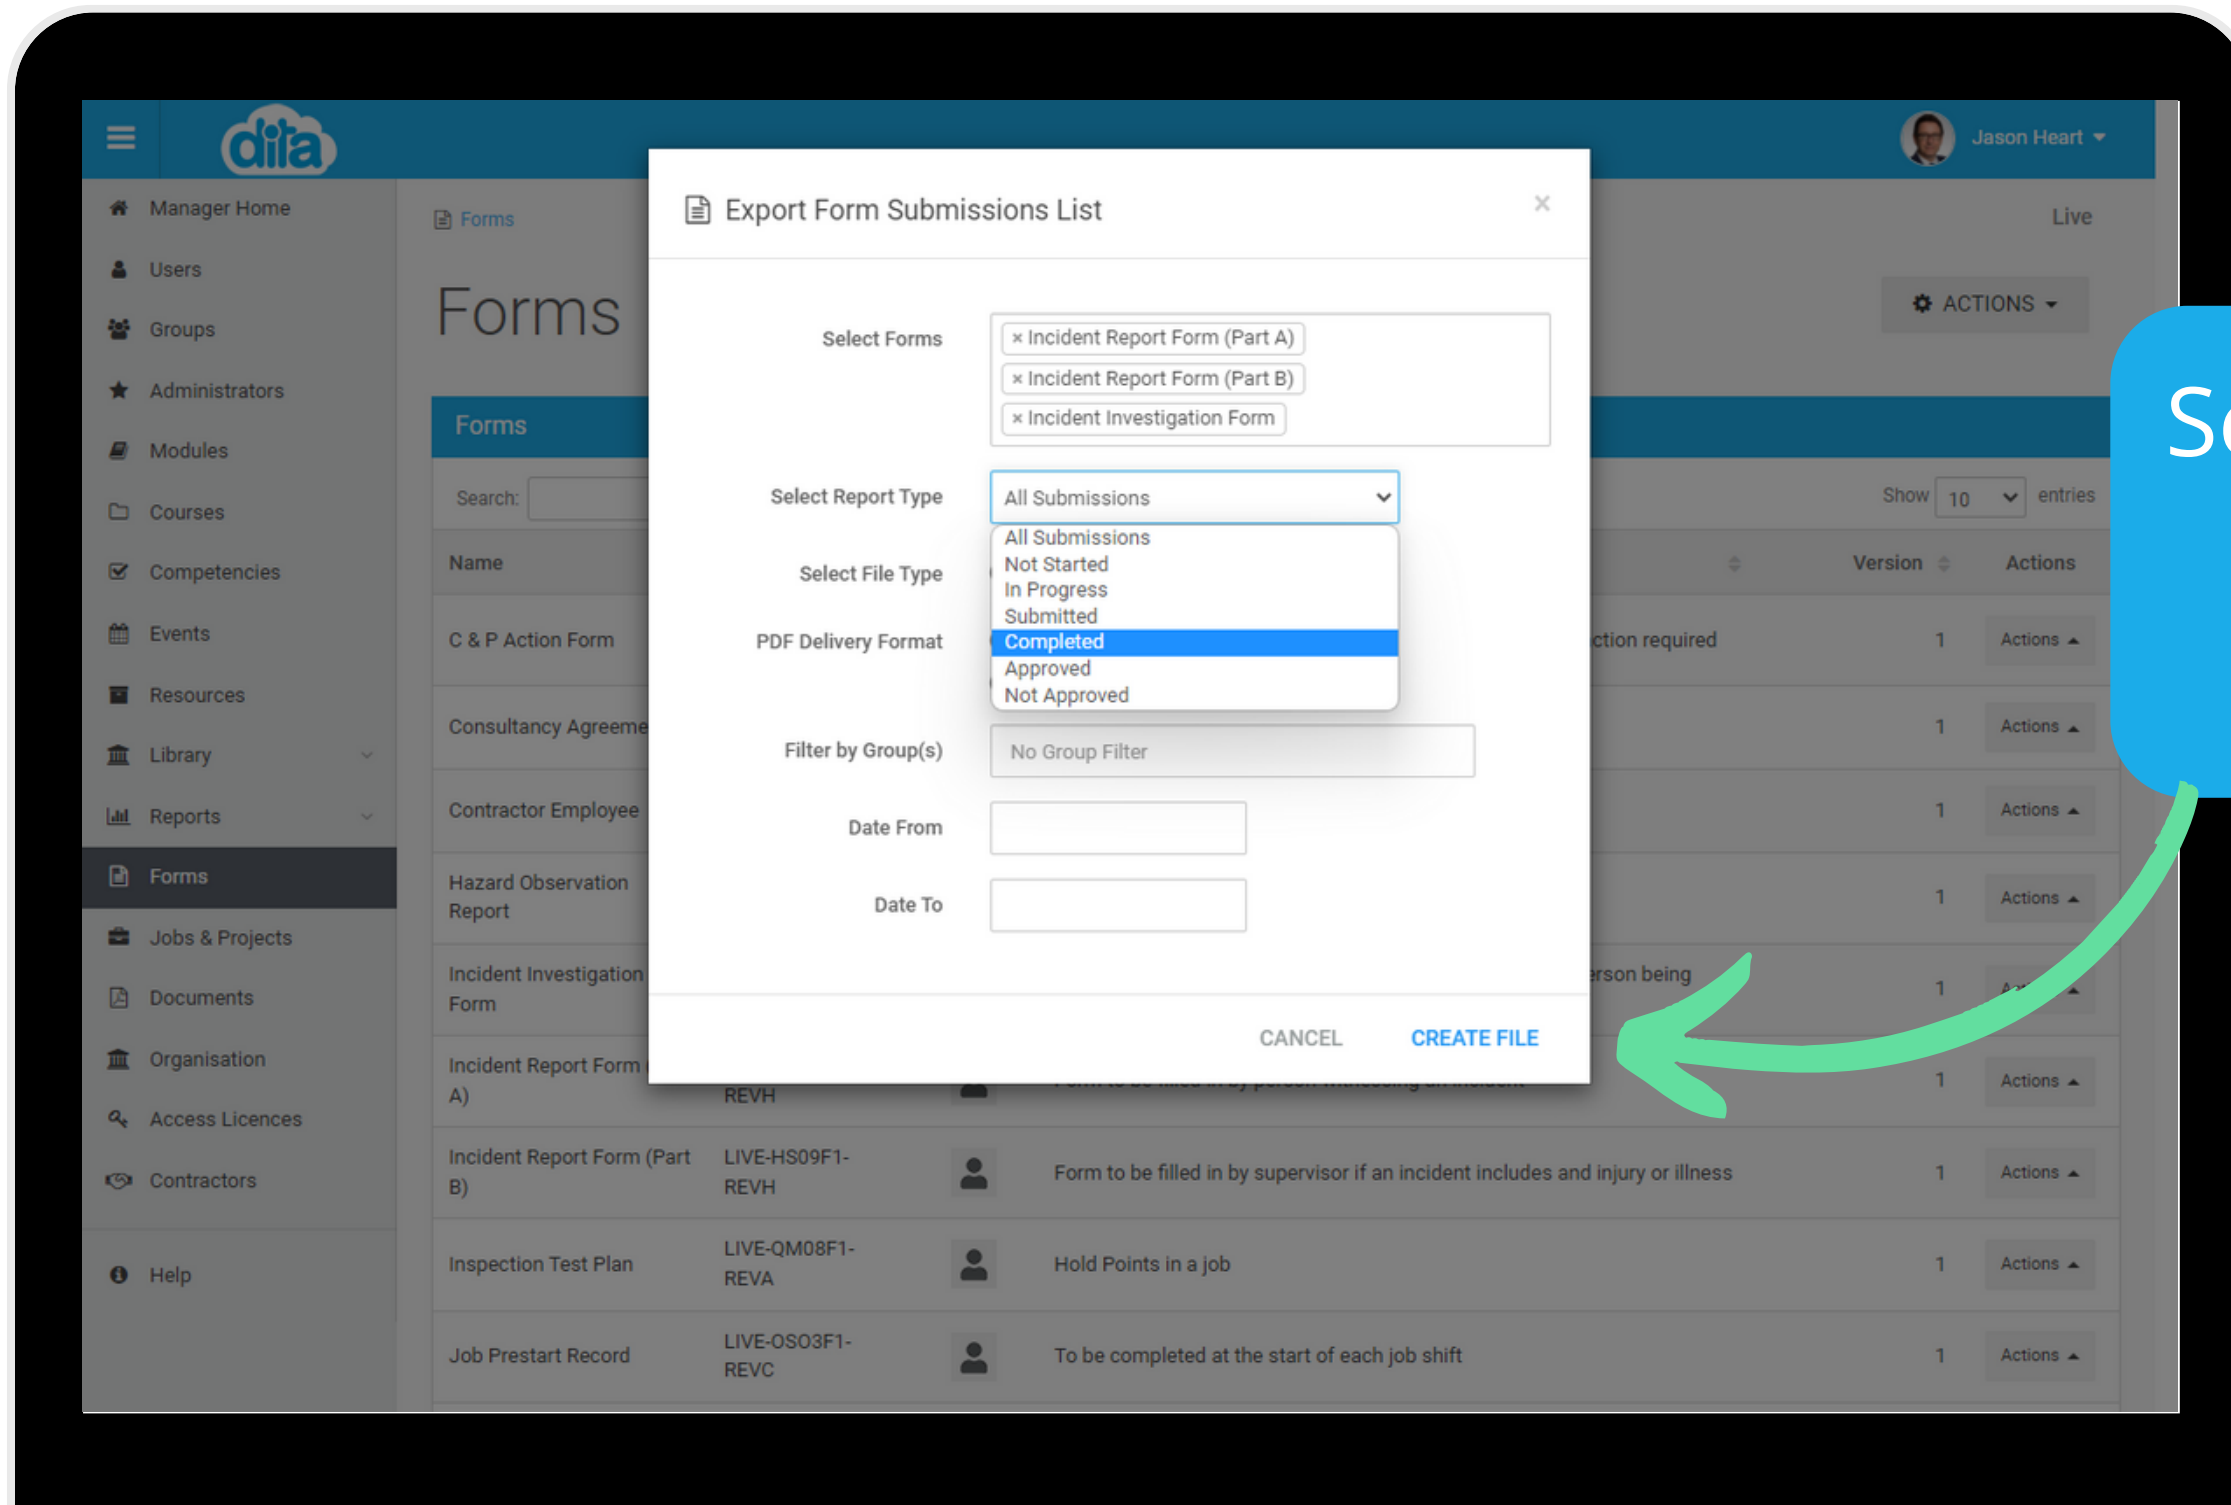 dita
Jason Heart
Manager Home
Users
Groups
Administrators
Modules
Courses
Competencies
Events
Resources
Library
Reports
Forms
Jobs & Projects
Documents
Organisation
Access Licences
Contractors
Help
Forms
Live
Forms
ACTIONS
Forms
Search:
Show 10 entries
Name
Version
Actions
C & P Action Form
required
1
Actions
Consultancy
1
Actions
Contractor Employee
1
Actions
Hazard Observation
Report
1
Actions
Incident Investigation
Form
being
1
Incident Report Form
A)
REVH
1
Actions
Incident Report Form (Part
B)
LIVE-HS09F1-
REVH
Form to be filled in by supervisor if an incident includes and injury or illness
1
Actions
Inspection Test Plan
LIVE-QM08F1-
REVA
Hold Points in a job
1
Actions
Job Prestart Record
LIVE-OSO3F1-
REVC
To be completed at the start of each job shift
1
Actions
Export Form Submissions List
×
Select Forms
× Incident Report Form (Part A)
× Incident Report Form (Part B)
× Incident Investigation Form
Select Report Type
All Submissions
All Submissions
Not Started
In Progress
Submitted
Completed
Approved
Not Approved
Select File Type
PDF Delivery Format
Filter by Group(s)
No Group Filter
Date From
Date To
CANCEL
CREATE FILE